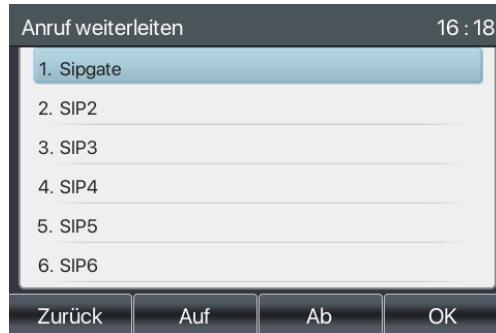 Anruf weiterleiten 16 : 18
1. Sipgate
2. SIP2
3. SIP3
4. SIP4
5. SIP5
6. SIP6
Zurück Auf Ab OK